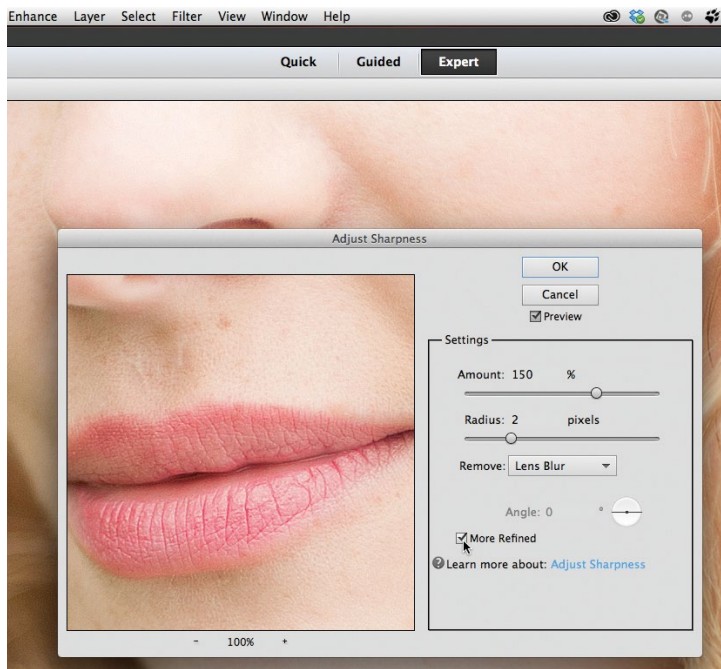 Enhance Layer Select Filter View Window Help
Quick Guided Expert
Adjust Sharpness
OK
Cancel
Preview
Settings
Amount: 150 %
Radius: 2 pixels
Remove: Lens Blur
Angle: 0 °
More Refined
Learn more about: Adjust Sharpness
- 100% +